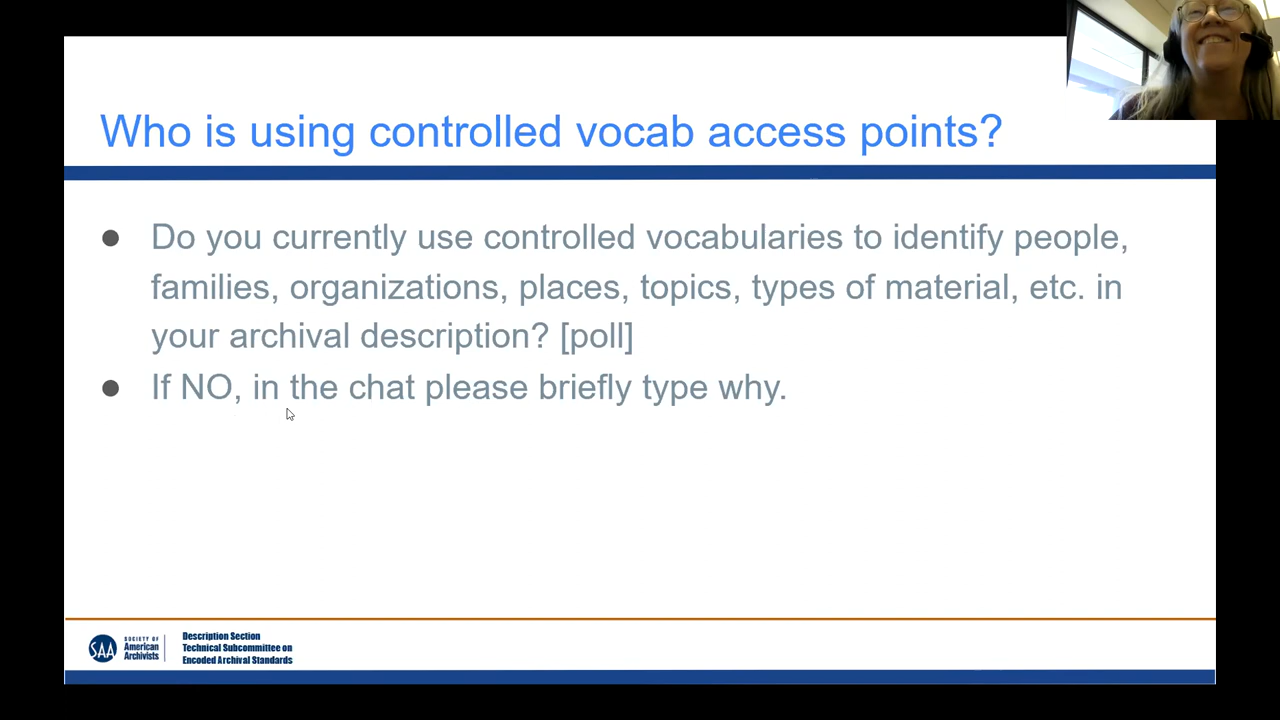 Who is using controlled vocab access points?
● Do you currently use controlled vocabularies to identify people,
families, organizations, places, topics, types of material, etc. in
your archival description? [poll]
● If NO, in the chat please briefly type why.
SAA
SOCIETY OF
American
Archivists
Description Section
Technical Subcommittee on
Encoded Archival Standards